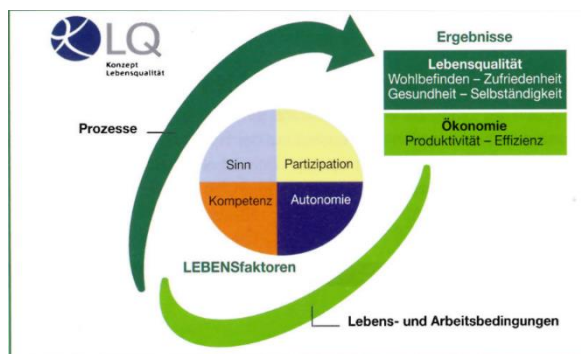 LQ
Konzept
Lebensqualität
Ergebnisse
Lebensqualität
Wohlbefinden – Zufriedenheit
Gesundheit – Selbständigkeit
Ökonomie
Produktivität – Effizienz
Prozesse
Sinn
Partizipation
Kompetenz
Autonomie
LEBENSfaktoren
Lebens- und Arbeitsbedingungen